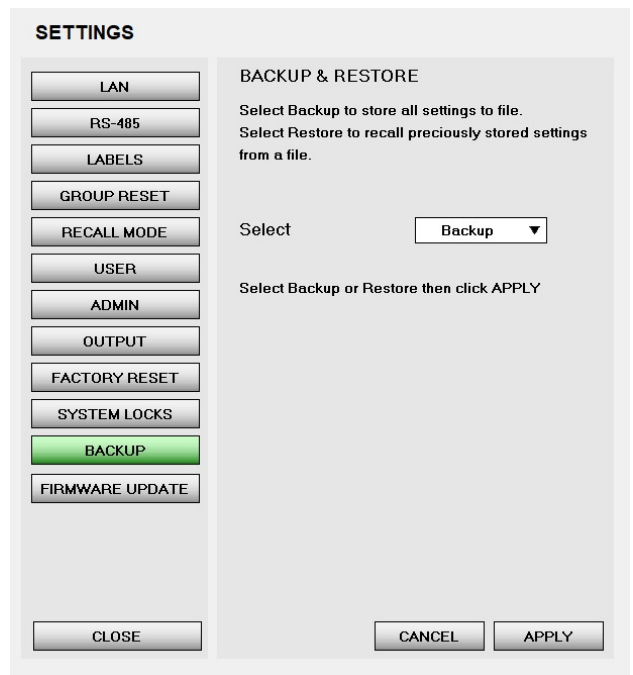 SETTINGS
LAN
RS-485
LABELS
GROUP RESET
RECALL MODE
USER
ADMIN
OUTPUT
FACTORY RESET
SYSTEM LOCKS
BACKUP
FIRMWARE UPDATE
CLOSE
BACKUP & RESTORE
Select Backup to store all settings to file.
Select Restore to recall preciously stored settings
from a file.
Select Backup ▼
Select Backup or Restore then click APPLY
CANCEL APPLY